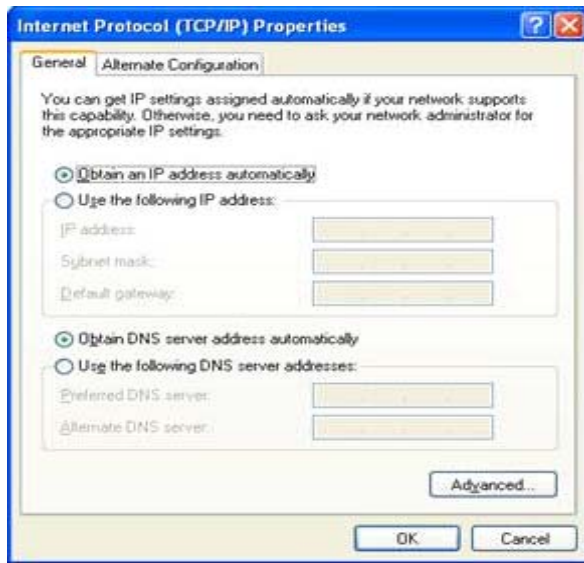 Internet Protocol (TCP/IP) Properties
General Alternate Configuration
You can get IP settings assigned automatically if your network supports
this capability. Otherwise, you need to ask your network administrator for
the appropriate IP settings.
Obtain an IP address automatically
Use the following IP address:
IP address:
Subnet mask:
Default gateway:
Obtain DNS server address automatically
Use the following DNS server addresses:
Preferred DNS server:
Alternate DNS server:
Advanced...
OK Cancel